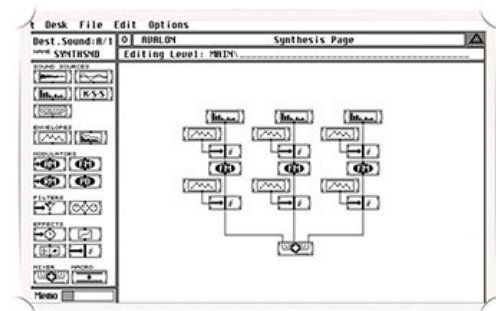 t Desk File Edit Options
Dest.Sound:A/1
NAME SYNTHSND
AVALON Synthesis Page
Editing Level: MAIN\
SOUND SOURCES
K-S-S
ENVELOPES
MODULATORS
FILTERS
EFFECTS
MIXER MACRO
Memo